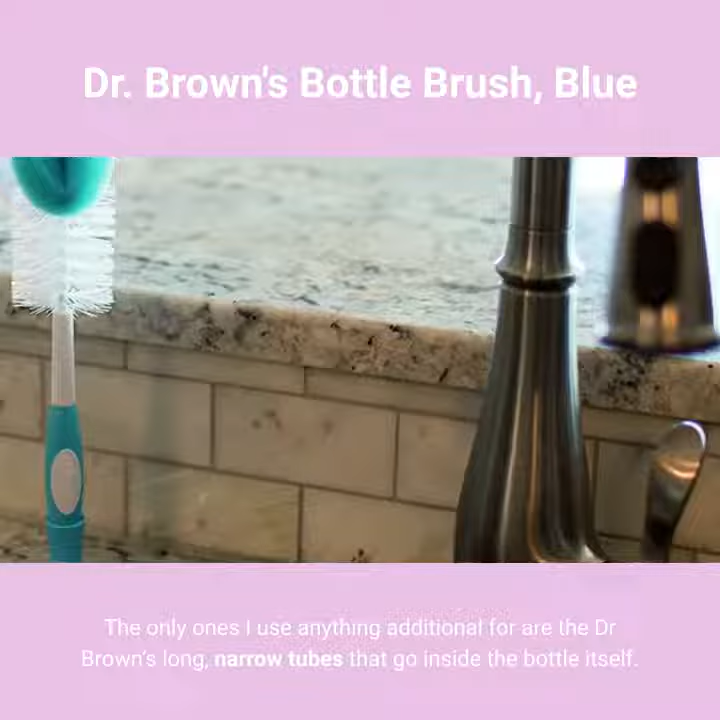 Dr. Brown's Bottle Brush, Blue
The only ones I use anything additional for are the Dr
Brown's long, narrow tubes that go inside the bottle itself.